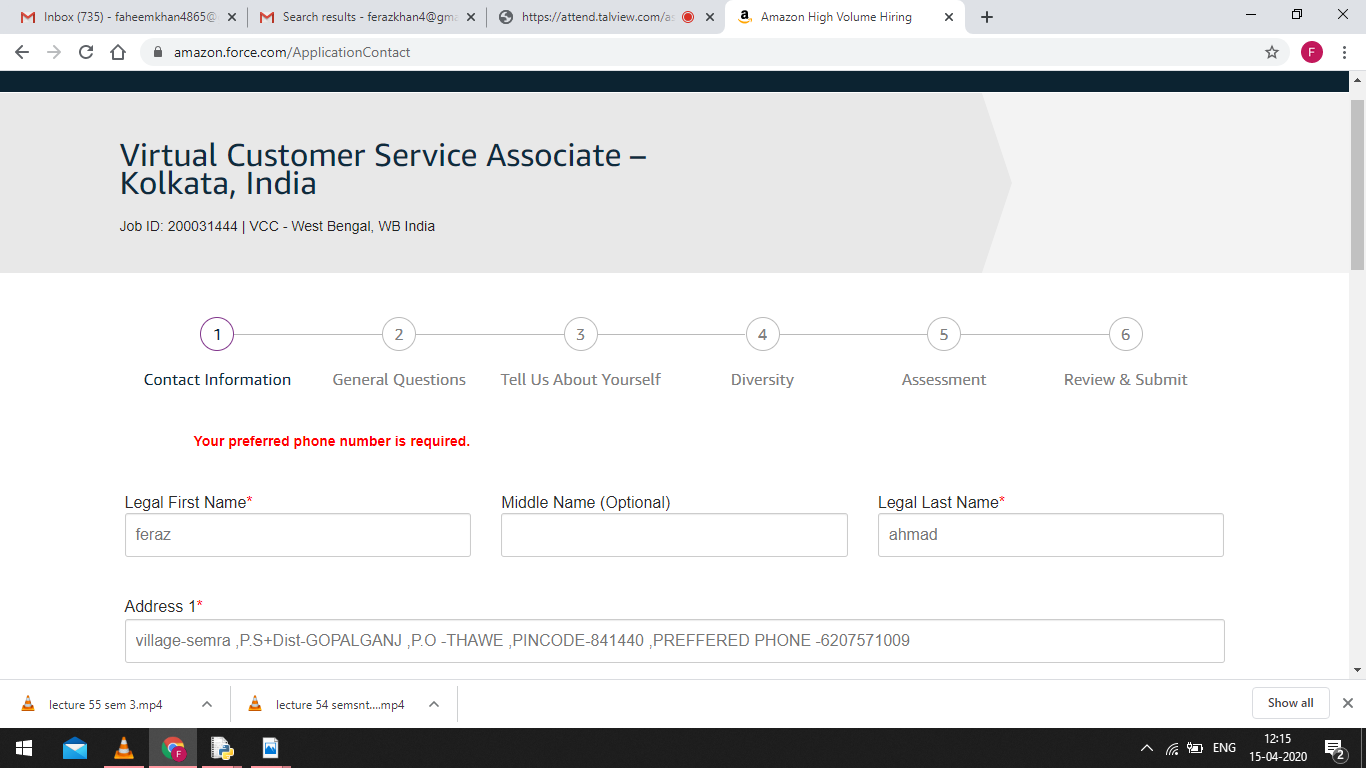 Inbox (735) - faheemkhan4865@
Search results - ferazkhan4@gma
https://attend.talview.com/as
Amazon High Volume Hiring
amazon.force.com/ApplicationContact
F
Virtual Customer Service Associate –
Kolkata, India
Job ID: 200031444 | VCC - West Bengal, WB India
1 2 3 4 5 6
Contact Information General Questions Tell Us About Yourself Diversity Assessment Review & Submit
Your preferred phone number is required.
Legal First Name* Middle Name (Optional) Legal Last Name*
feraz ahmad
Address 1*
village-semra ,P.S+Dist-GOPALGANJ ,P.O -THAWE ,PINCODE-841440 ,PREFFERED PHONE -6207571009
lecture 55 sem 3.mp4 lecture 54 semsnt....mp4 Show all
F ENG 12:15
15-04-2020 2